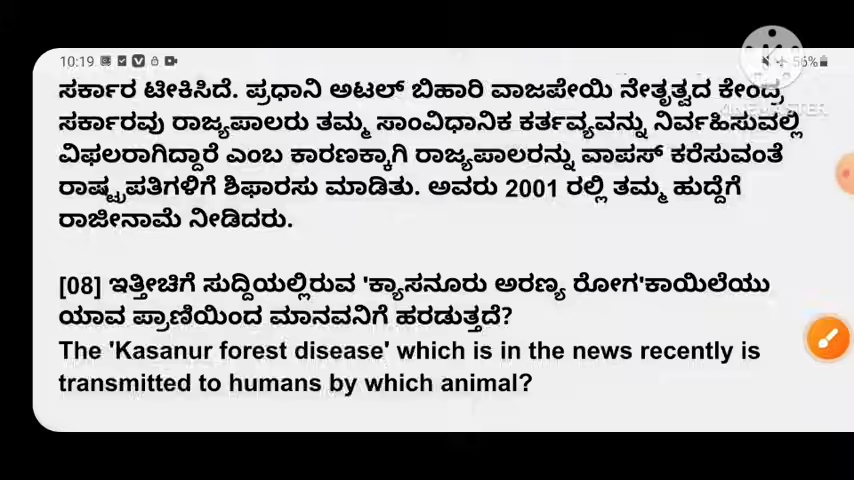 10:19
56%
ಸರ್ಕಾರ ಟೀಕಿಸಿದೆ. ಪ್ರಧಾನಿ ಅಟಲ್ ಬಿಹಾರಿ ವಾಜಪೇಯಿ ನೇತೃತ್ವದ ಕೇಂದ್ರ
ಸರ್ಕಾರವು ರಾಜ್ಯಪಾಲರು ತಮ್ಮ ಸಾಂವಿಧಾನಿಕ ಕರ್ತವ್ಯವನ್ನು ನಿರ್ವಹಿಸುವಲ್ಲಿ
ವಿಫಲರಾಗಿದ್ದಾರೆ ಎಂಬ ಕಾರಣಕ್ಕಾಗಿ ರಾಜ್ಯಪಾಲರನ್ನು ವಾಪಸ್ ಕರೆಸುವಂತೆ
ರಾಷ್ಟ್ರಪತಿಗಳಿಗೆ ಶಿಫಾರಸು ಮಾಡಿತು. ಅವರು 2001 ರಲ್ಲಿ ತಮ್ಮ ಹುದ್ದೆಗೆ
ರಾಜೀನಾಮೆ ನೀಡಿದರು.
[08] ಇತ್ತೀಚಿಗೆ ಸುದ್ದಿಯಲ್ಲಿರುವ 'ಕ್ಯಾಸನೂರು ಅರಣ್ಯ ರೋಗ'ಕಾಯಿಲೆಯು
ಯಾವ ಪ್ರಾಣಿಯಿಂದ ಮಾನವನಿಗೆ ಹರಡುತ್ತದೆ?
The 'Kasanur forest disease' which is in the news recently is
transmitted to humans by which animal?